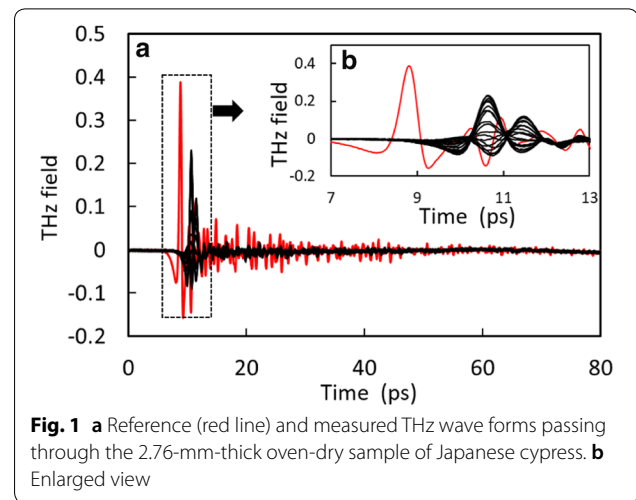 0.5
0.4
0.3
0.2
0.1
0
-0.1
-0.2
THz field
0
20
40
60
80
Time (ps)
a
b
0.4
0.2
0
-0.2
THz field
7
9
11
13
Time (ps)
Fig. 1 a Reference (red line) and measured THz wave forms passing
through the 2.76-mm-thick oven-dry sample of Japanese cypress. b
Enlarged view